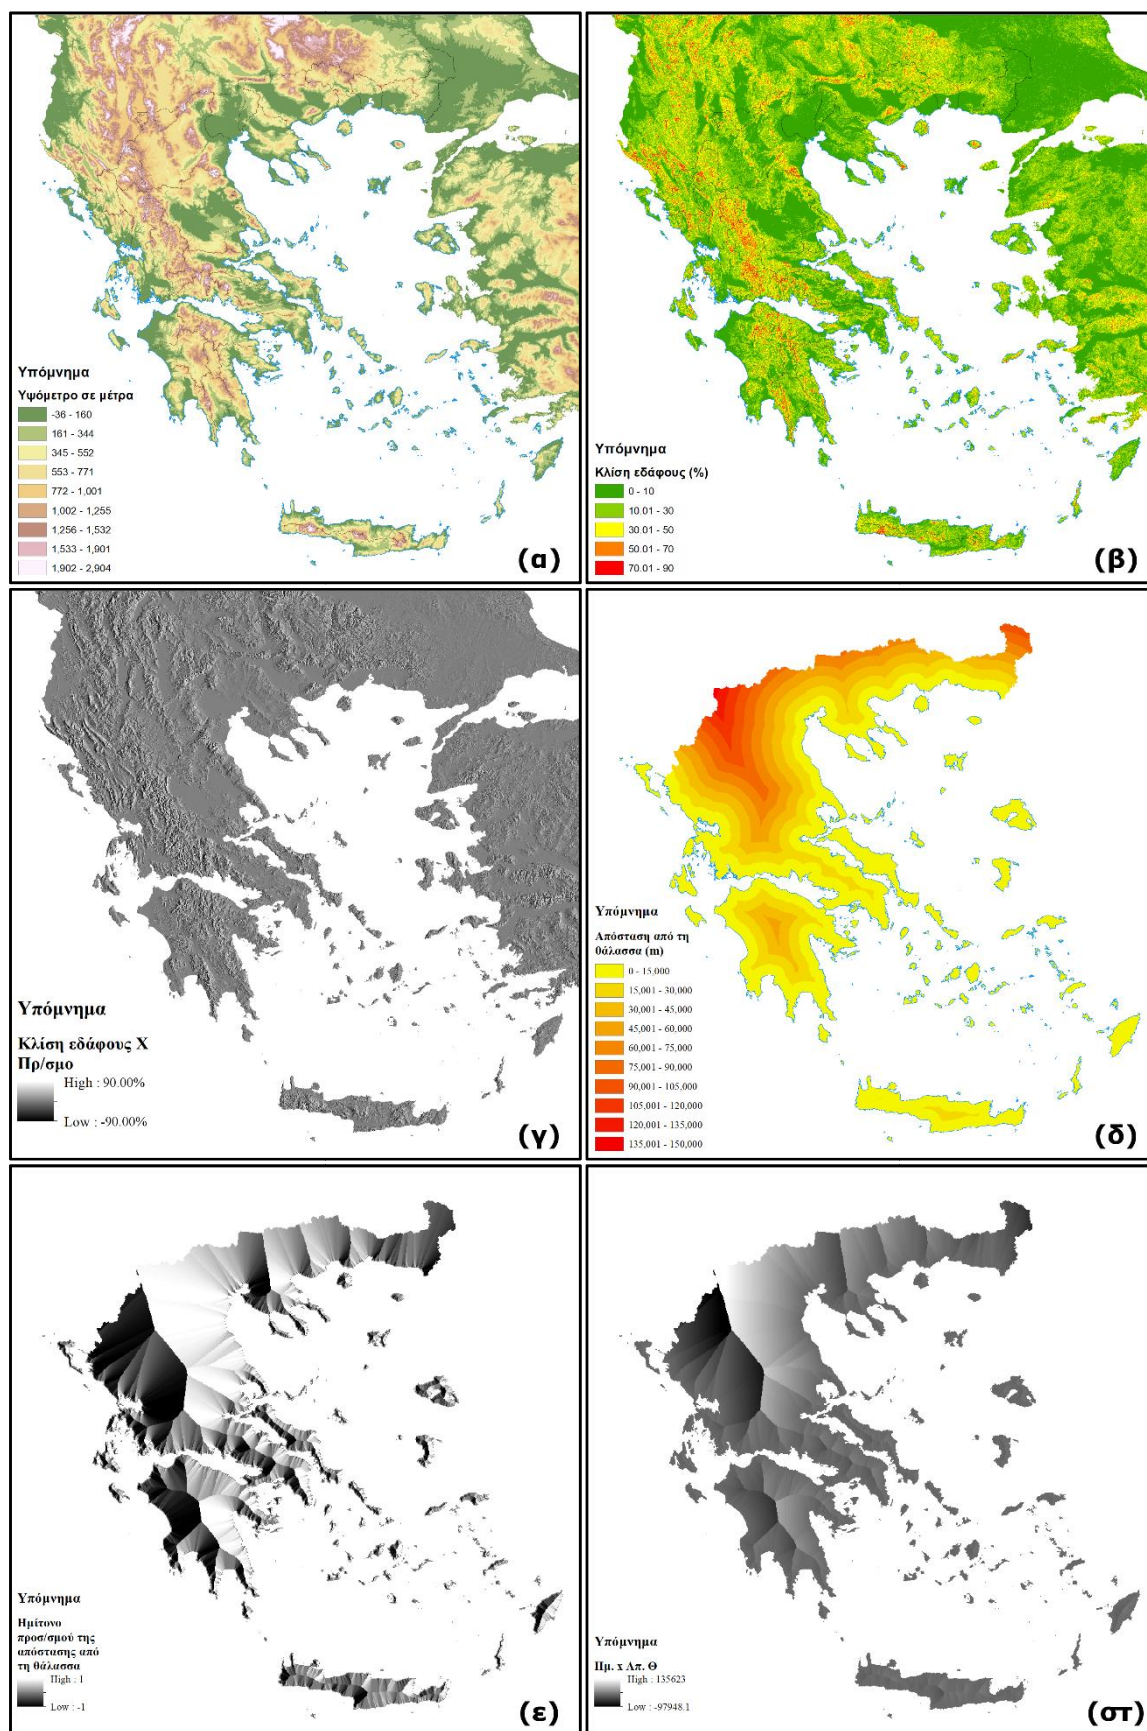 Υπόμνημα
Υψόμετρο σε μέτρα
-36 - 160
161 - 344
345 - 552
553 - 771
772 - 1,001
1,002 - 1,255
1,256 - 1,532
1,533 - 1,901
1,902 - 2,904
(α)
Υπόμνημα
Κλίση εδάφους (%)
0 - 10
10.01 - 30
30.01 - 50
50.01 - 70
70.01 - 90
(β)
Υπόμνημα
Κλίση εδάφους Χ
Πρ/σμο
High : 90.00%
Low : -90.00%
(γ)
Υπόμνημα
Απόσταση από τη
θάλασσα (m)
0 - 15,000
15,001 - 30,000
30,001 - 45,000
45,001 - 60,000
60,001 - 75,000
75,001 - 90,000
90,001 - 105,000
105,001 - 120,000
120,001 - 135,000
135,001 - 150,000
(δ)
Υπόμνημα
Ημίτονο
προσ/σμού της
απόστασης από
τη θάλασσα
High : 1
Low : -1
(ε)
Υπόμνημα
Ημ. x Απ. Θ
High : 135623
Low : -97948.1
(στ)